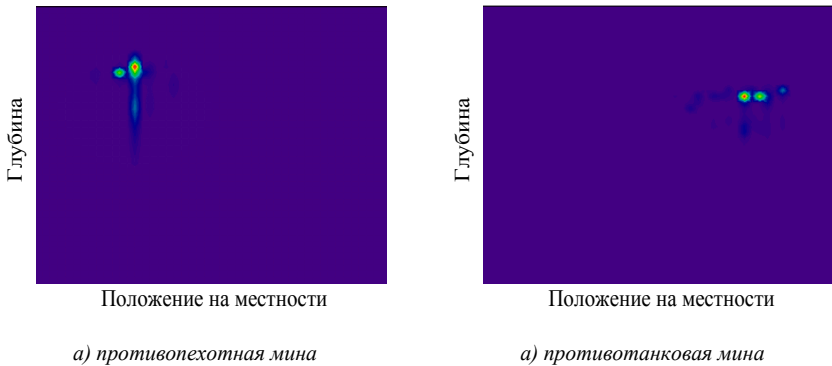 Глубина
Положение на местности
а) противопехотная мина
Глубина
Положение на местности
а) противотанковая мина